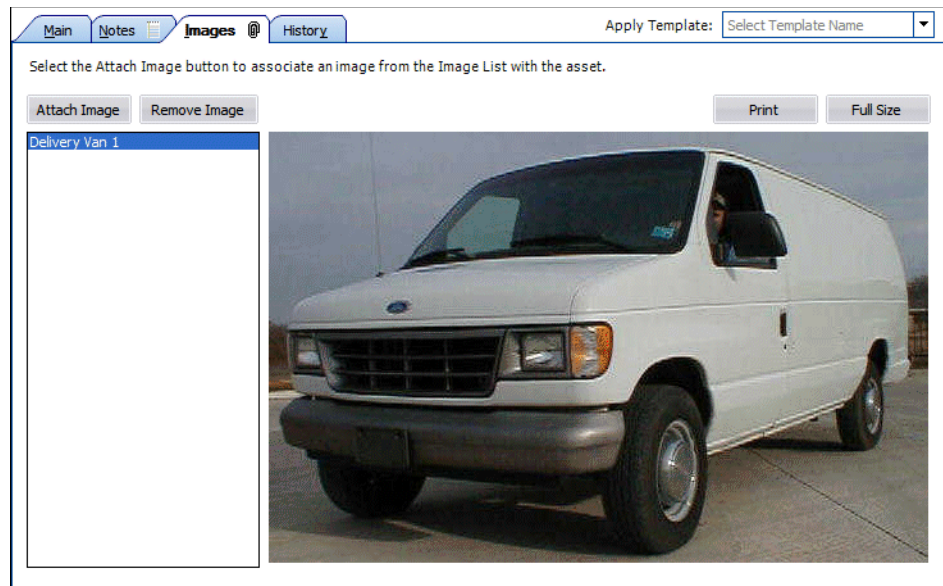 Main Notes Images History Apply Template: Select Template Name
Select the Attach Image button to associate an image from the Image List with the asset.
Attach Image Remove Image Print Full Size
Delivery Van 1